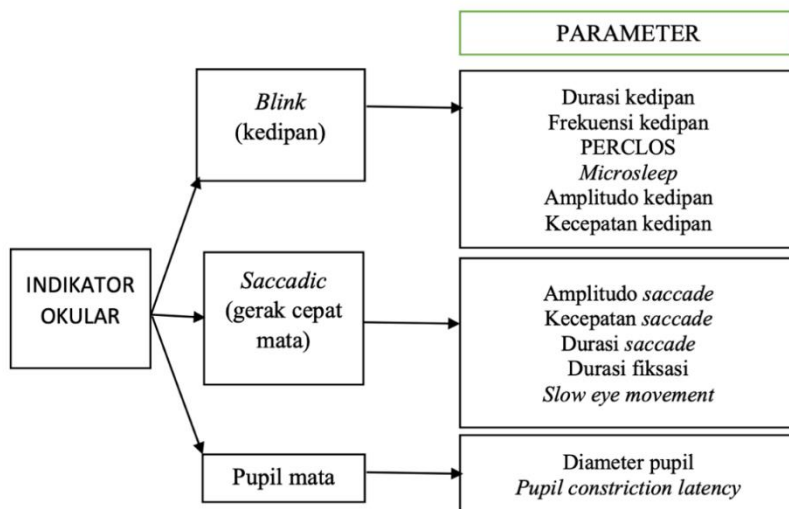 PARAMETER
Blink
(kedipan)
Durasi kedipan
Frekuensi kedipan
PERCLOS
Microsleep
Amplitudo kedipan
Kecepatan kedipan
INDIKATOR
OKULAR
Saccadic
(gerak cepat
mata)
Amplitudo saccade
Kecepatan saccade
Durasi saccade
Durasi fiksasi
Slow eye movement
Pupil mata
Diameter pupil
Pupil constriction latency